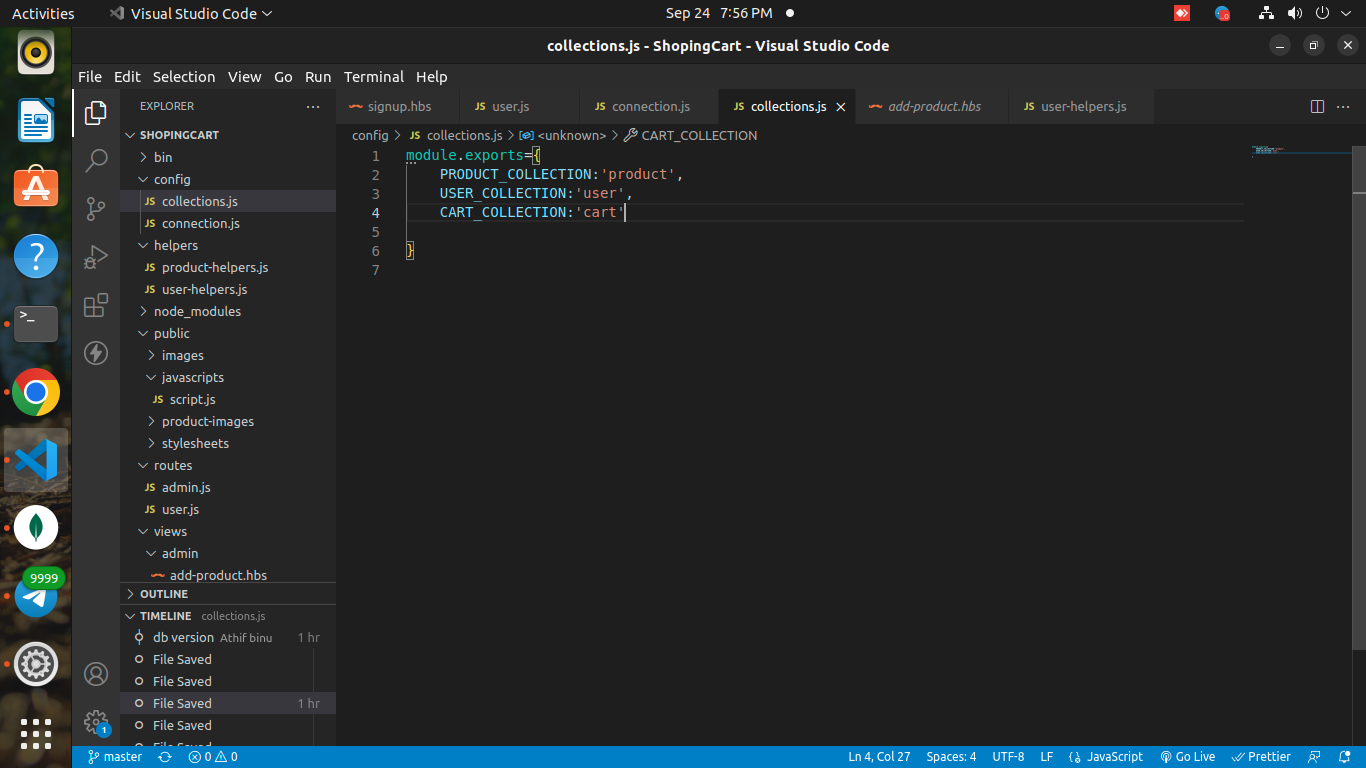 Activities
Visual Studio Code
Sep 24 7:56 PM
collections.js - ShopingCart - Visual Studio Code
File Edit Selection View Go Run Terminal Help
EXPLORER
SHOPINGCART
bin
config
JS collections.js
JS connection.js
helpers
JS product-helpers.js
JS user-helpers.js
node_modules
public
images
javascripts
JS script.js
product-images
stylesheets
routes
JS admin.js
JS user.js
views
admin
add-product.hbs
OUTLINE
TIMELINE collections.js
db version Athif binu 1 hr
File Saved
File Saved
File Saved 1 hr
File Saved
File Saved
signup.hbs
JS user.js
JS connection.js
JS collections.js
add-product.hbs
JS user-helpers.js
config > JS collections.js > <unknown> > CART_COLLECTION
1 module.exports={
2 PRODUCT_COLLECTION:'product',
3 USER_COLLECTION:'user',
4 CART_COLLECTION:'cart'
5
6 }
7
9999
1
master
0 0
Ln 4, Col 27
Spaces: 4
UTF-8
LF
JavaScript
Go Live
Prettier